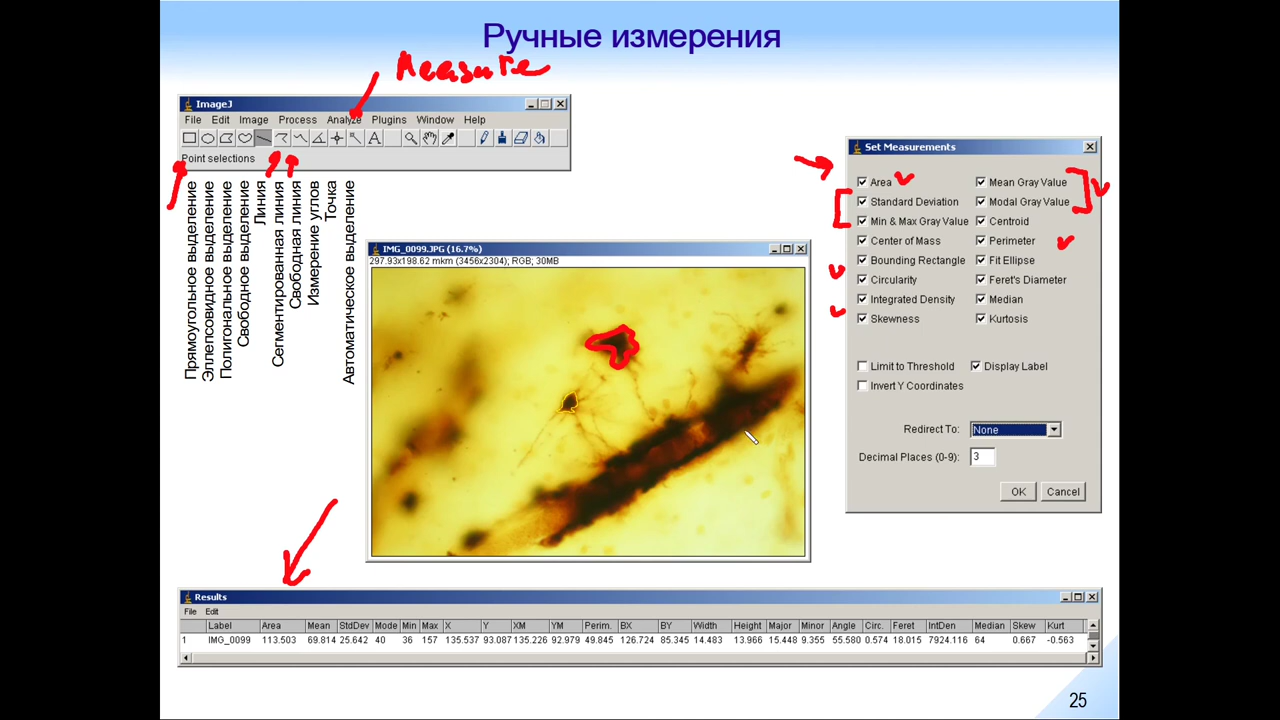 Ручные измерения
Measure
ImageJ
File Edit Image Process Analyze Plugins Window Help
Point selections
Прямоугольное выделение
Эллепсовидное выделение
Полигональное выделение
Свободное выделение
Линия
Сегментированная линия
Свободная линия
Измерение углов
Точка
Автоматическое выделение
IMG_0099.JPG (16.7%)
297.93x198.62 mkm (3456x2304); RGB; 30MB
Set Measurements
Area Mean Gray Value
Standard Deviation Modal Gray Value
Min & Max Gray Value Centroid
Center of Mass Perimeter
Bounding Rectangle Fit Ellipse
Circularity Feret's Diameter
Integrated Density Median
Skewness Kurtosis
Limit to Threshold Display Label
Invert Y Coordinates
Redirect To: None
Decimal Places (0-9): 3
OK Cancel
Results
File Edit
Label Area Mean StdDev Mode Min Max X Y XM YM Perim. BX BY Width Height Major Minor Angle Circ. Feret IntDen Median Skew Kurt
1 IMG_0099 113.503 69.814 25.642 40 36 157 135.537 93.087 135.226 92.979 49.845 126.724 85.345 14.483 13.966 15.448 9.355 55.580 0.574 18.015 7924.116 64 0.667 -0.563
25